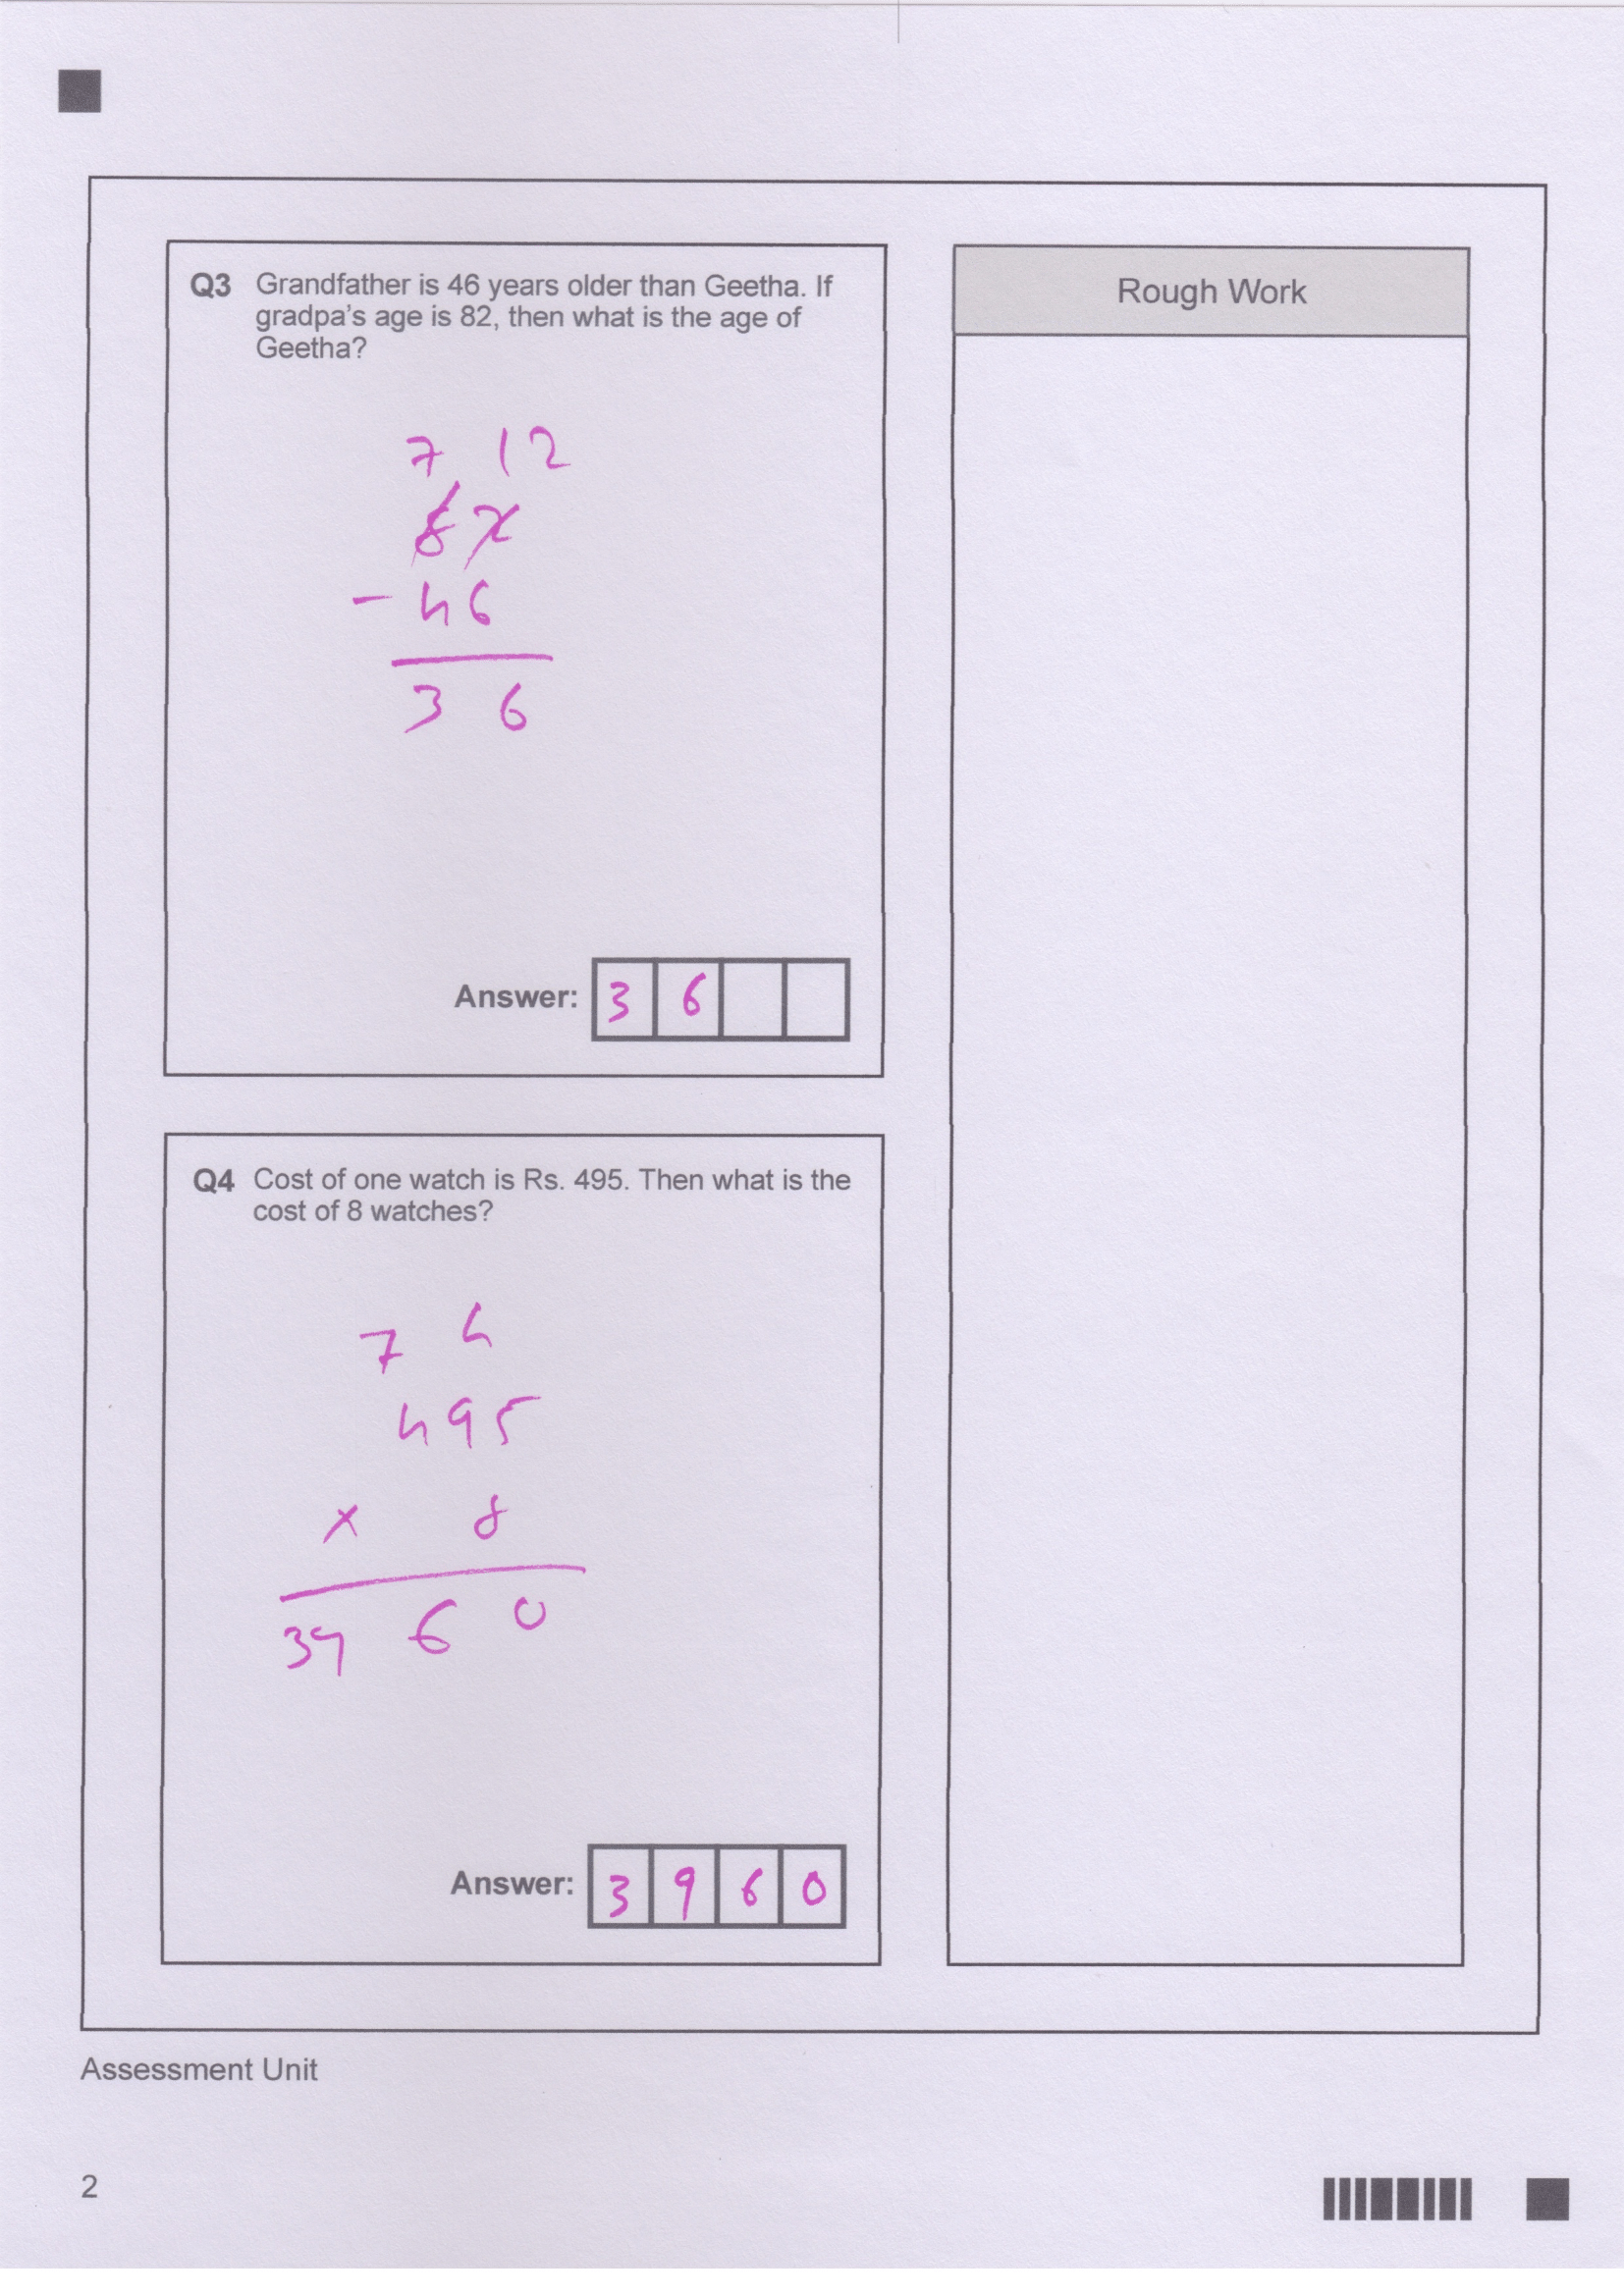 Q3 Grandfather is 46 years older than Geetha. If
gradpa's age is 82, then what is the age of
Geetha?
7 12
82
- 46
3 6
Answer: 3 6
Q4 Cost of one watch is Rs. 495. Then what is the
cost of 8 watches?
7 4
495
x 8
39 6 0
Answer: 3 9 6 0
Rough Work
Assessment Unit
2